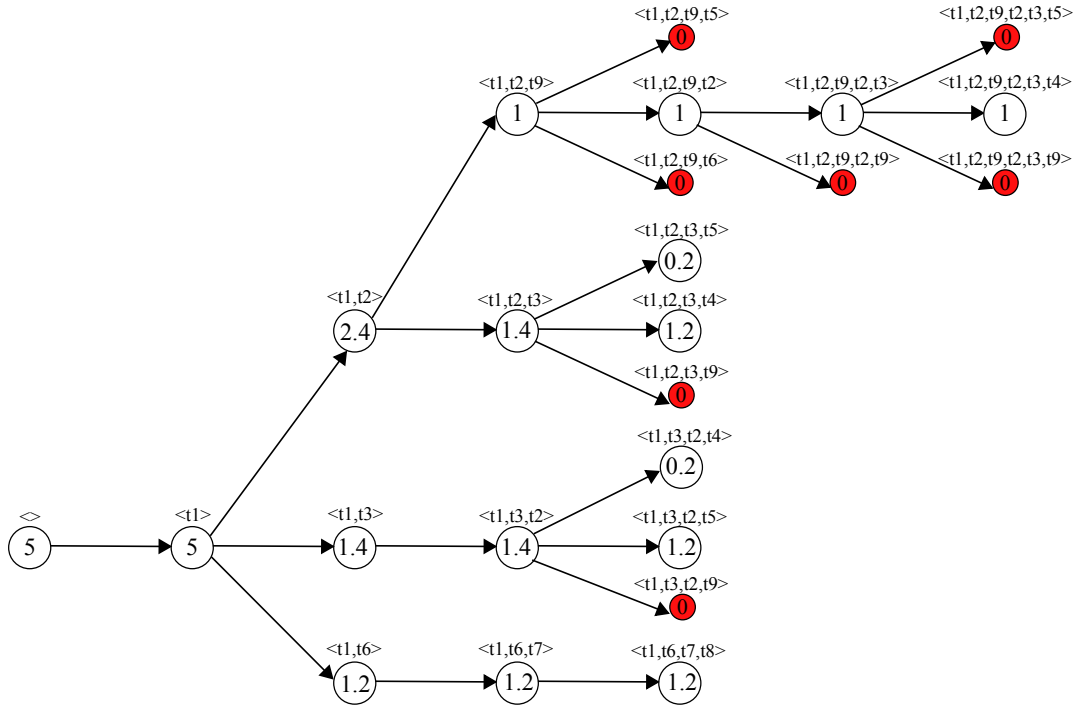 <t1,t2,t9,t5>
0
<t1,t2,t9,t2,t3,t5>
0
<t1,t2,t9>
1
<t1,t2,t9,t2>
1
<t1,t2,t9,t2,t3>
1
<t1,t2,t9,t2,t3,t4>
1
<t1,t2,t9,t6>
0
<t1,t2,t9,t2,t9>
0
<t1,t2,t9,t2,t3,t9>
0
<t1,t2,t3,t5>
0.2
<t1,t2>
2.4
<t1,t2,t3>
1.4
<t1,t2,t3,t4>
1.2
<t1,t2,t3,t9>
0
<t1,t3,t2,t4>
0.2
<>
5
<t1>
5
<t1,t3>
1.4
<t1,t3,t2>
1.4
<t1,t3,t2,t5>
1.2
<t1,t3,t2,t9>
0
<t1,t6>
1.2
<t1,t6,t7>
1.2
<t1,t6,t7,t8>
1.2